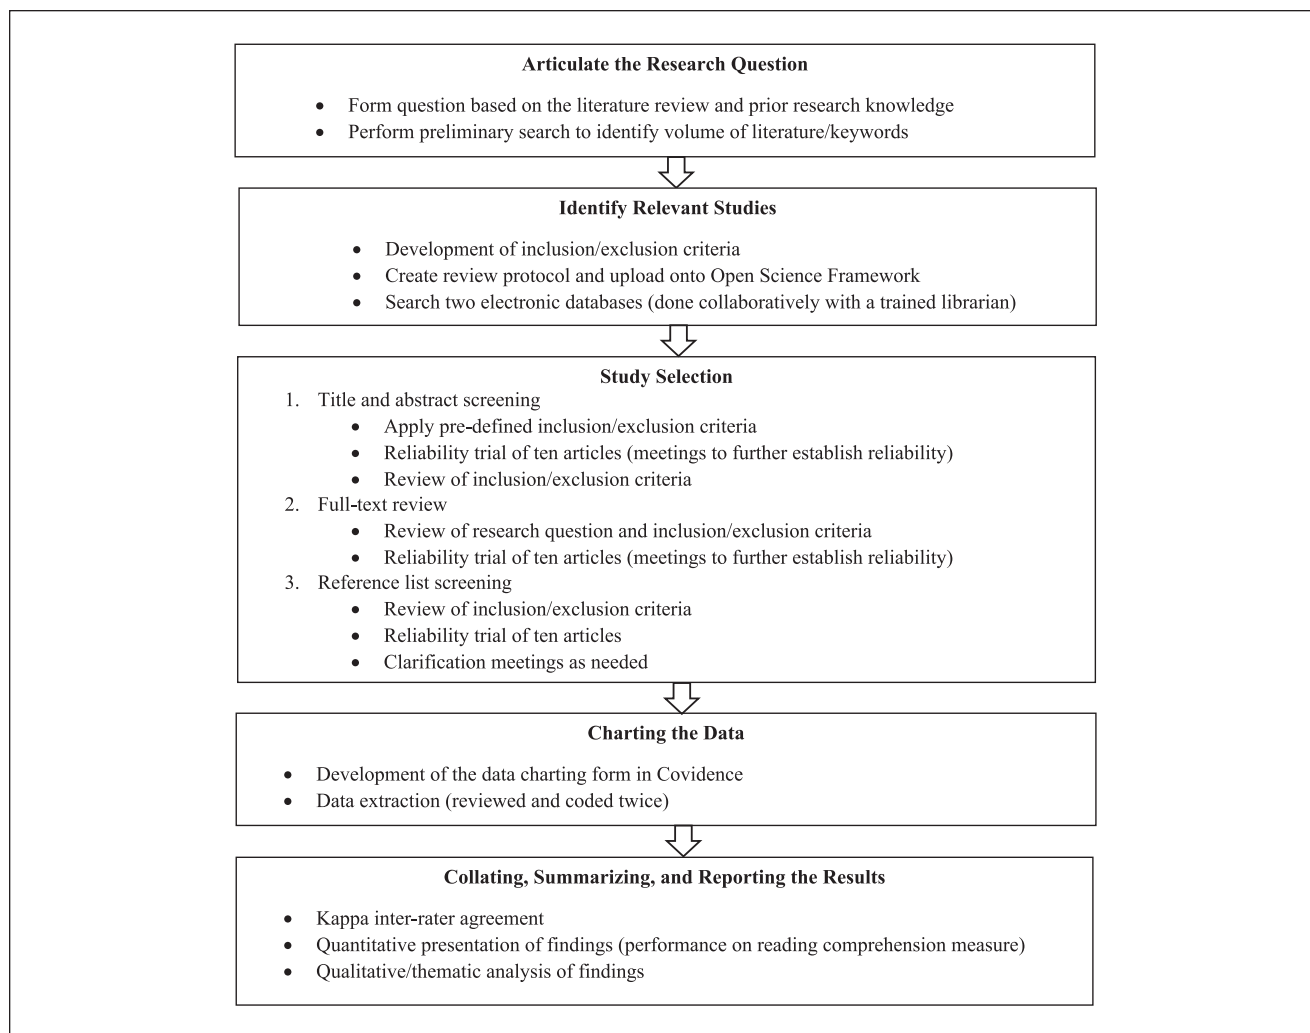 Articulate the Research Question
• Form question based on the literature review and prior research knowledge
• Perform preliminary search to identify volume of literature/keywords
Identify Relevant Studies
• Development of inclusion/exclusion criteria
• Create review protocol and upload onto Open Science Framework
• Search two electronic databases (done collaboratively with a trained librarian)
Study Selection
1. Title and abstract screening
• Apply pre-defined inclusion/exclusion criteria
• Reliability trial of ten articles (meetings to further establish reliability)
• Review of inclusion/exclusion criteria
2. Full-text review
• Review of research question and inclusion/exclusion criteria
• Reliability trial of ten articles (meetings to further establish reliability)
3. Reference list screening
• Review of inclusion/exclusion criteria
• Reliability trial of ten articles
• Clarification meetings as needed
Charting the Data
• Development of the data charting form in Covidence
• Data extraction (reviewed and coded twice)
Collating, Summarizing, and Reporting the Results
• Kappa inter-rater agreement
• Quantitative presentation of findings (performance on reading comprehension measure)
• Qualitative/thematic analysis of findings